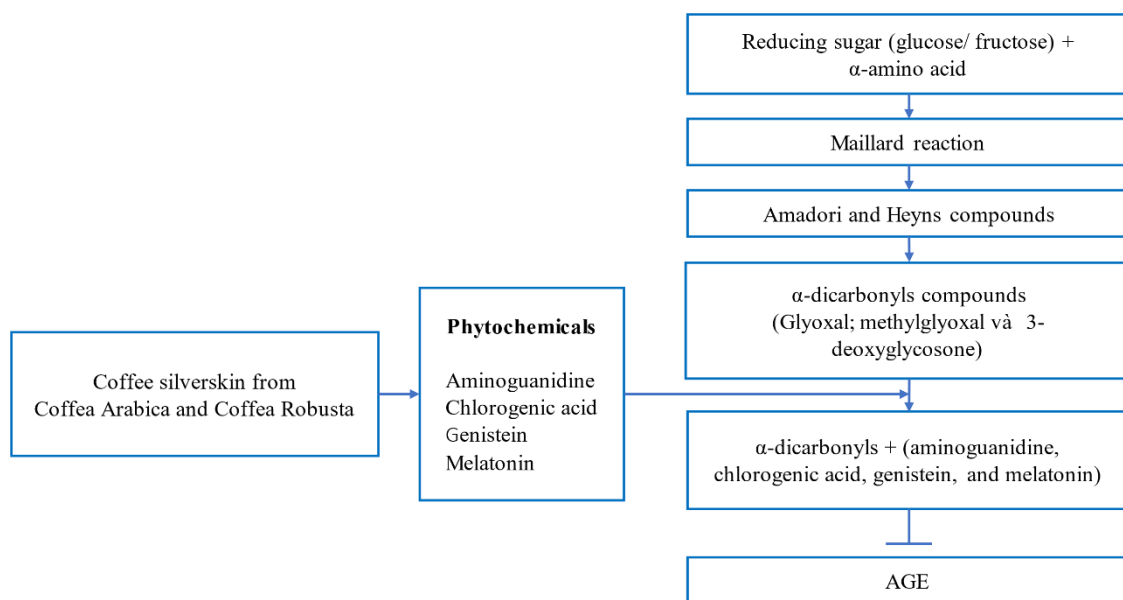 Reducing sugar (glucose/ fructose) +
α-amino acid
Maillard reaction
Amadori and Heyns compounds
α-dicarbonyls compounds
(Glyoxal; methylglyoxal và 3-
deoxyglycosone)
Coffee silverskin from
Coffea Arabica and Coffea Robusta
Phytochemicals
Aminoguanidine
Chlorogenic acid
Genistein
Melatonin
α-dicarbonyls + (aminoguanidine,
chlorogenic acid, genistein, and melatonin)
AGE